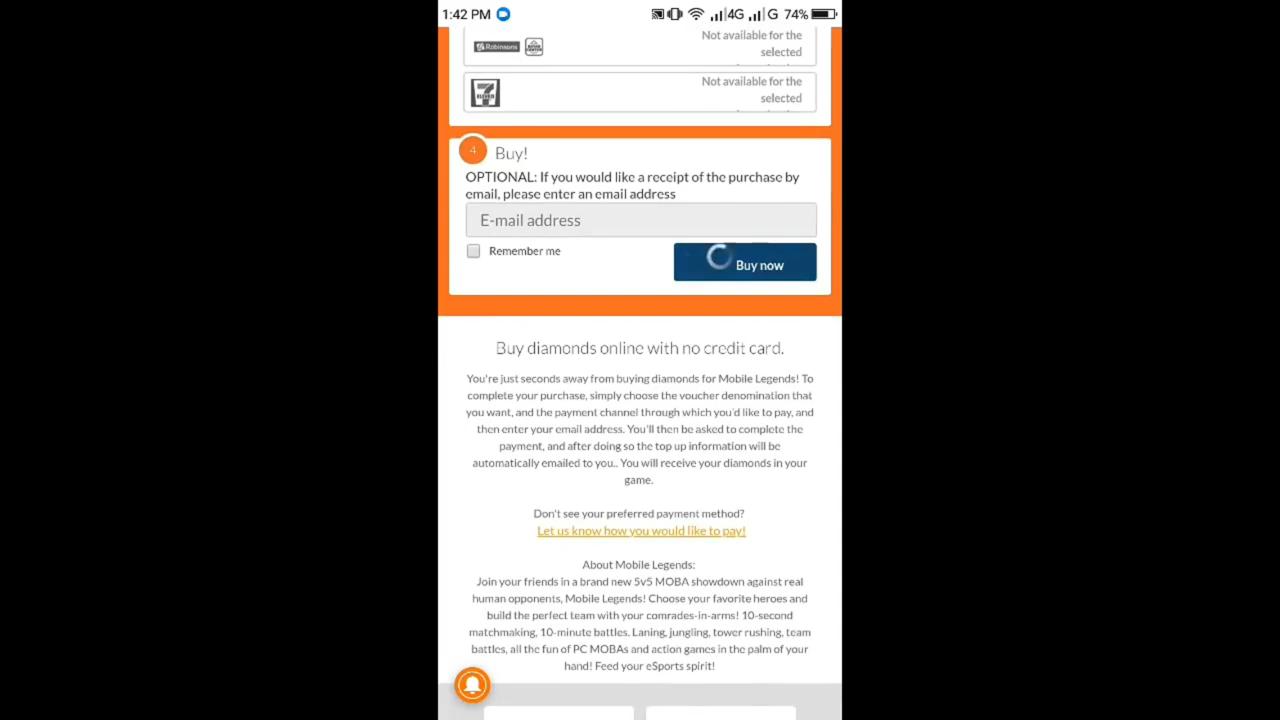 1:42 PM 4G G 74%
Robinsons
Not available for the
selected
7
ELEVEN
Not available for the
selected
4 Buy!
OPTIONAL: If you would like a receipt of the purchase by
email, please enter an email address
E-mail address
Remember me
Buy now
Buy diamonds online with no credit card.
You're just seconds away from buying diamonds for Mobile Legends! To
complete your purchase, simply choose the voucher denomination that
you want, and the payment channel through which you'd like to pay, and
then enter your email address. You'll then be asked to complete the
payment, and after doing so the top up information will be
automatically emailed to you.. You will receive your diamonds in your
game.
Don't see your preferred payment method?
Let us know how you would like to pay!
About Mobile Legends:
Join your friends in a brand new 5v5 MOBA showdown against real
human opponents, Mobile Legends! Choose your favorite heroes and
build the perfect team with your comrades-in-arms! 10-second
matchmaking, 10-minute battles. Laning, jungling, tower rushing, team
battles, all the fun of PC MOBAs and action games in the palm of your
hand! Feed your eSports spirit!